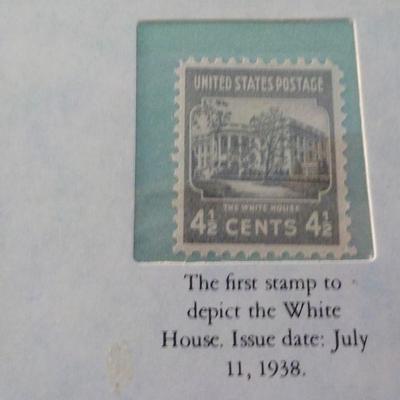 UNITED STATES POSTAGE
THE WHITE HOUSE
4½ CENTS 4½
The first stamp to
depict the White
House. Issue date: July
11, 1938.